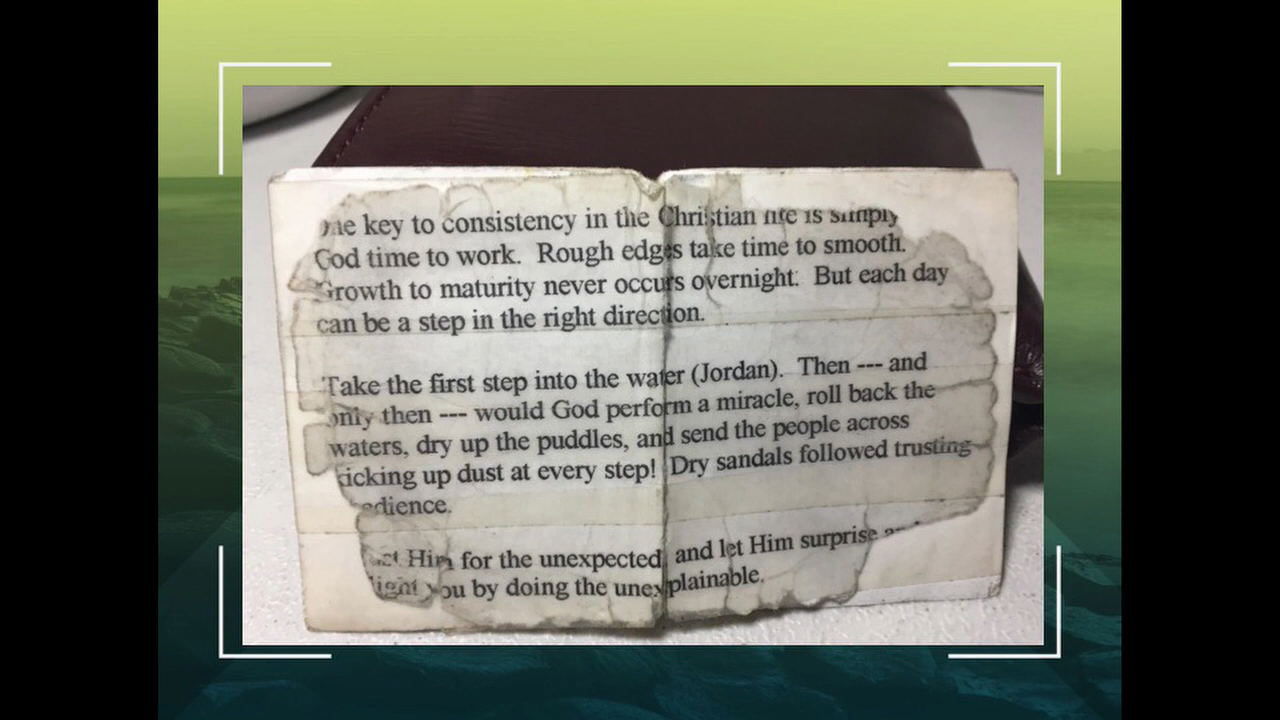 key to consistency in the Christian life is simply
God time to work. Rough edges take time to smooth.
Growth to maturity never occurs overnight. But each day
can be a step in the right direction.
Take the first step into the water (Jordan). Then --- and
only then --- would God perform a miracle, roll back the
waters, dry up the puddles, and send the people across
kicking up dust at every step! Dry sandals followed trusting
Him for the unexpected, and let Him surprise
you by doing the unexplainable.